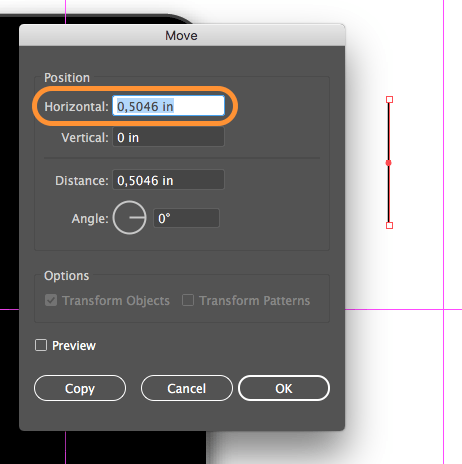 Move
Position
Horizontal: 0,5046 in
Vertical: 0 in
Distance: 0,5046 in
Angle: 0°
Options
Transform Objects Transform Patterns
Preview
Copy Cancel OK